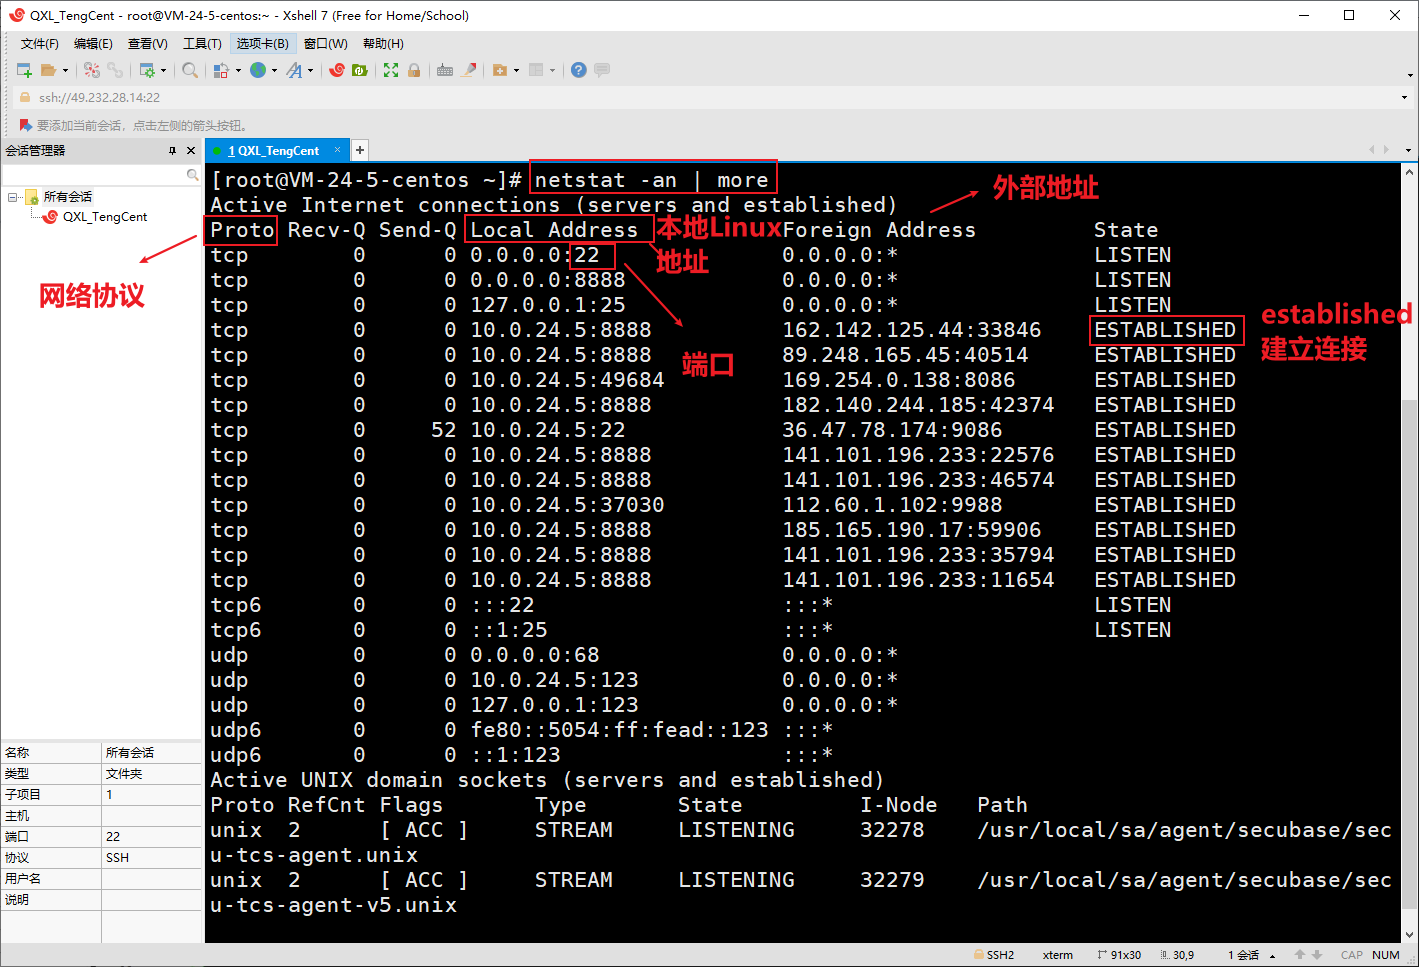 QXL_TengCent - root@VM-24-5-centos:~ - Xshell 7 (Free for Home/School)
文件(F) 编辑(E) 查看(V) 工具(T) 选项卡(B) 窗口(W) 帮助(H)
ssh://49.232.28.14:22
要添加当前会话，点击左侧的箭头按钮。
会话管理器
1 QXL_TengCent
所有会话
QXL_TengCent
[root@VM-24-5-centos ~]# netstat -an | more
外部地址
Active Internet connections (servers and established)
Proto Recv-Q Send-Q Local Address Foreign Address State
本地Linux
地址
网络协议
端口
established
建立连接
tcp 0 0 0.0.0.0:22 0.0.0.0:* LISTEN
tcp 0 0 0.0.0.0:8888 0.0.0.0:* LISTEN
tcp 0 0 127.0.0.1:25 0.0.0.0:* LISTEN
tcp 0 0 10.0.24.5:8888 162.142.125.44:33846 ESTABLISHED
tcp 0 0 10.0.24.5:8888 89.248.165.45:40514 ESTABLISHED
tcp 0 0 10.0.24.5:49684 169.254.0.138:8086 ESTABLISHED
tcp 0 0 10.0.24.5:8888 182.140.244.185:42374 ESTABLISHED
tcp 0 52 10.0.24.5:22 36.47.78.174:9086 ESTABLISHED
tcp 0 0 10.0.24.5:8888 141.101.196.233:22576 ESTABLISHED
tcp 0 0 10.0.24.5:8888 141.101.196.233:46574 ESTABLISHED
tcp 0 0 10.0.24.5:37030 112.60.1.102:9988 ESTABLISHED
tcp 0 0 10.0.24.5:8888 185.165.190.17:59906 ESTABLISHED
tcp 0 0 10.0.24.5:8888 141.101.196.233:35794 ESTABLISHED
tcp 0 0 10.0.24.5:8888 141.101.196.233:11654 ESTABLISHED
tcp6 0 0 :::22 :::* LISTEN
tcp6 0 0 ::1:25 :::* LISTEN
udp 0 0 0.0.0.0:68 0.0.0.0:*
udp 0 0 10.0.24.5:123 0.0.0.0:*
udp 0 0 127.0.0.1:123 0.0.0.0:*
udp6 0 0 fe80::5054:ff:fead::123 :::*
udp6 0 0 ::1:123 :::*
Active UNIX domain sockets (servers and established)
Proto RefCnt Flags Type State I-Node Path
unix 2 [ ACC ] STREAM LISTENING 32278 /usr/local/sa/agent/secubase/sec
u-tcs-agent.unix
unix 2 [ ACC ] STREAM LISTENING 32279 /usr/local/sa/agent/secubase/sec
u-tcs-agent-v5.unix
名称 所有会话
类型 文件夹
子项目 1
主机
端口 22
协议 SSH
用户名
说明
SSH2 xterm 91x30 30,9 1 会话 CAP NUM